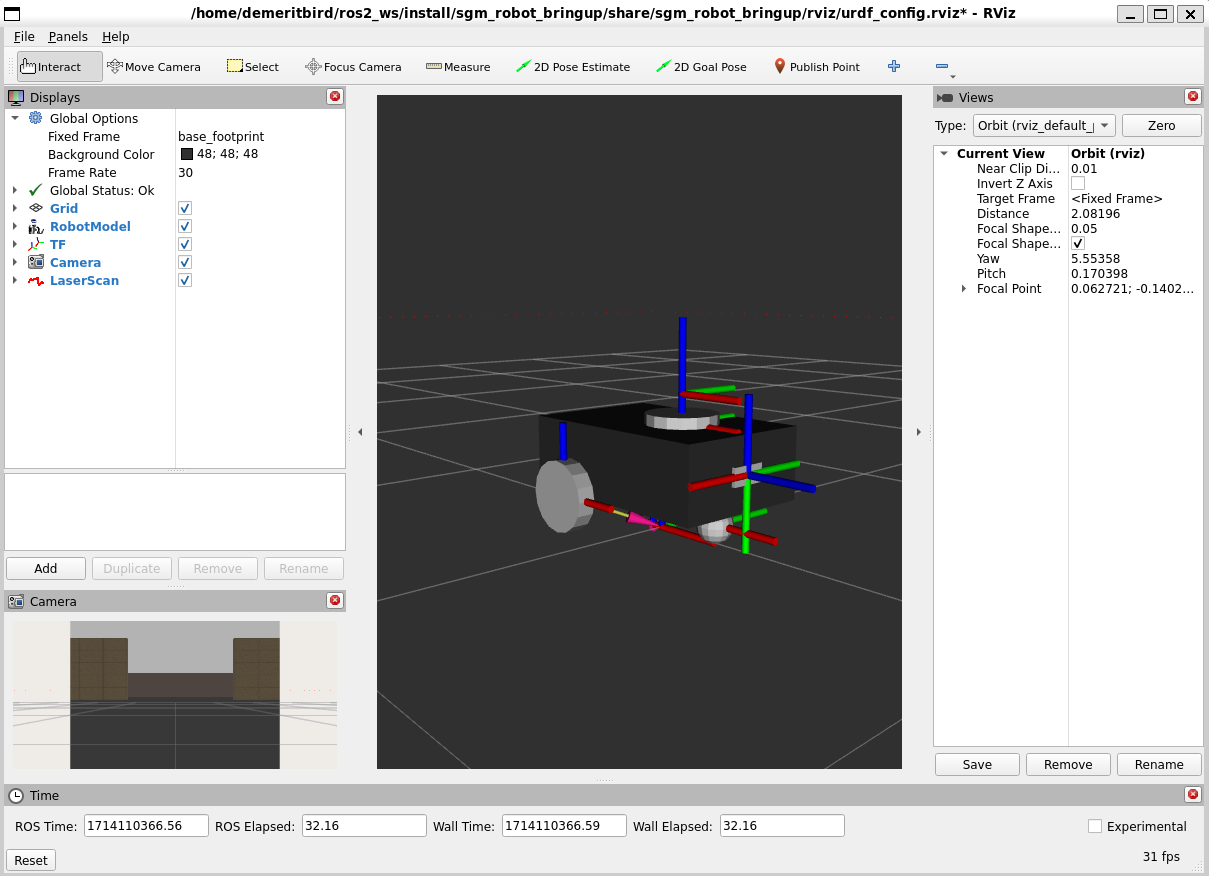 /home/demeritbird/ros2_ws/install/sgm_robot_bringup/share/sgm_robot_bringup/rviz/urdf_config.rviz* - RViz
File Panels Help
Interact Move Camera Select Focus Camera Measure 2D Pose Estimate 2D Goal Pose Publish Point
Displays
Global Options
Fixed Frame base_footprint
Background Color 48; 48; 48
Frame Rate 30
Global Status: Ok
Grid
RobotModel
TF
Camera
LaserScan
Add Duplicate Remove Rename
Camera
Views
Type: Orbit (rviz_default_ Zero
Current View Orbit (rviz)
Near Clip Di... 0.01
Invert Z Axis
Target Frame <Fixed Frame>
Distance 2.08196
Focal Shape... 0.05
Focal Shape...
Yaw 5.55358
Pitch 0.170398
Focal Point 0.062721; -0.1402...
Save Remove Rename
Time
ROS Time: 1714110366.56 ROS Elapsed: 32.16 Wall Time: 1714110366.59 Wall Elapsed: 32.16 Experimental
Reset 31 fps